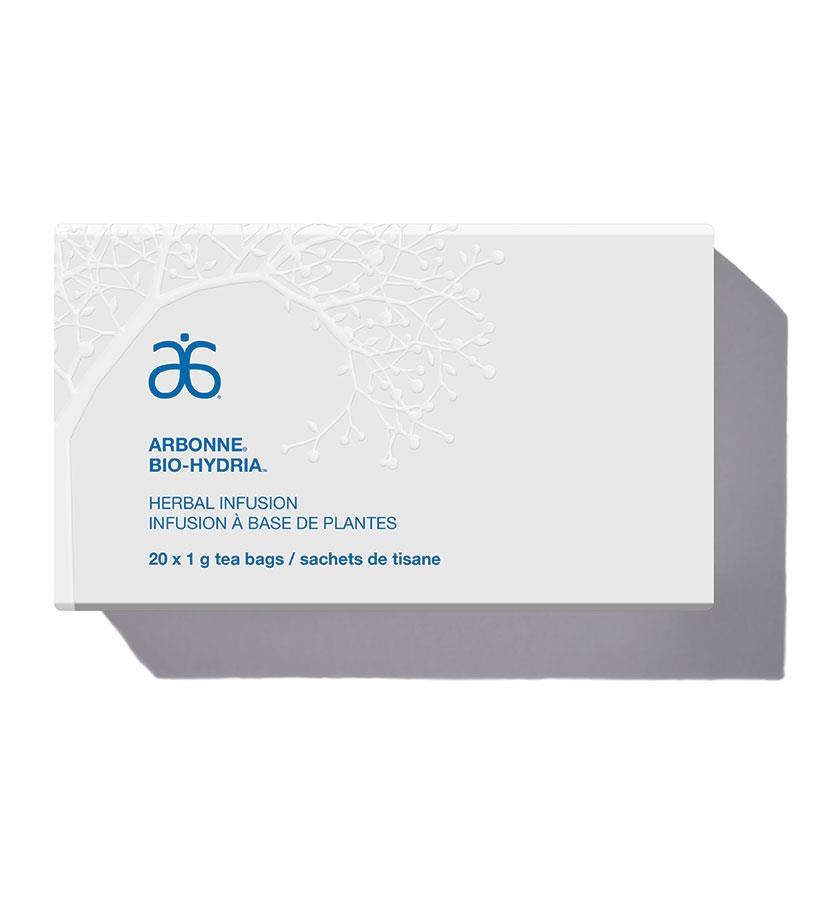 ARBONNE®
BIO-HYDRIA™
HERBAL INFUSION
INFUSION À BASE DE PLANTES
20 x 1 g tea bags / sachets de tisane